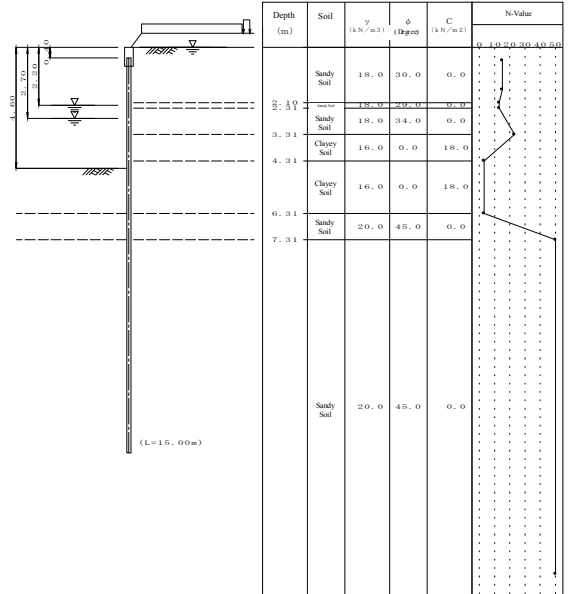 Depth
(m)
Soil
γ
(kN/m3)
φ
(Degree)
C
(kN/m2)
N-Value
0 10 20 30 40 50
0.40
2.20
2.70
4.60
Sandy
Soil
18.0 30.0 0.0
2.10
Sandy Soil
18.0 29.0 0.0
2.31
Sandy
Soil
18.0 34.0 0.0
3.31
Clayey
Soil
16.0 0.0 18.0
4.31
Clayey
Soil
16.0 0.0 18.0
6.31
Sandy
Soil
20.0 45.0 0.0
7.31
Sandy
Soil
20.0 45.0 0.0
(L=15.00m)